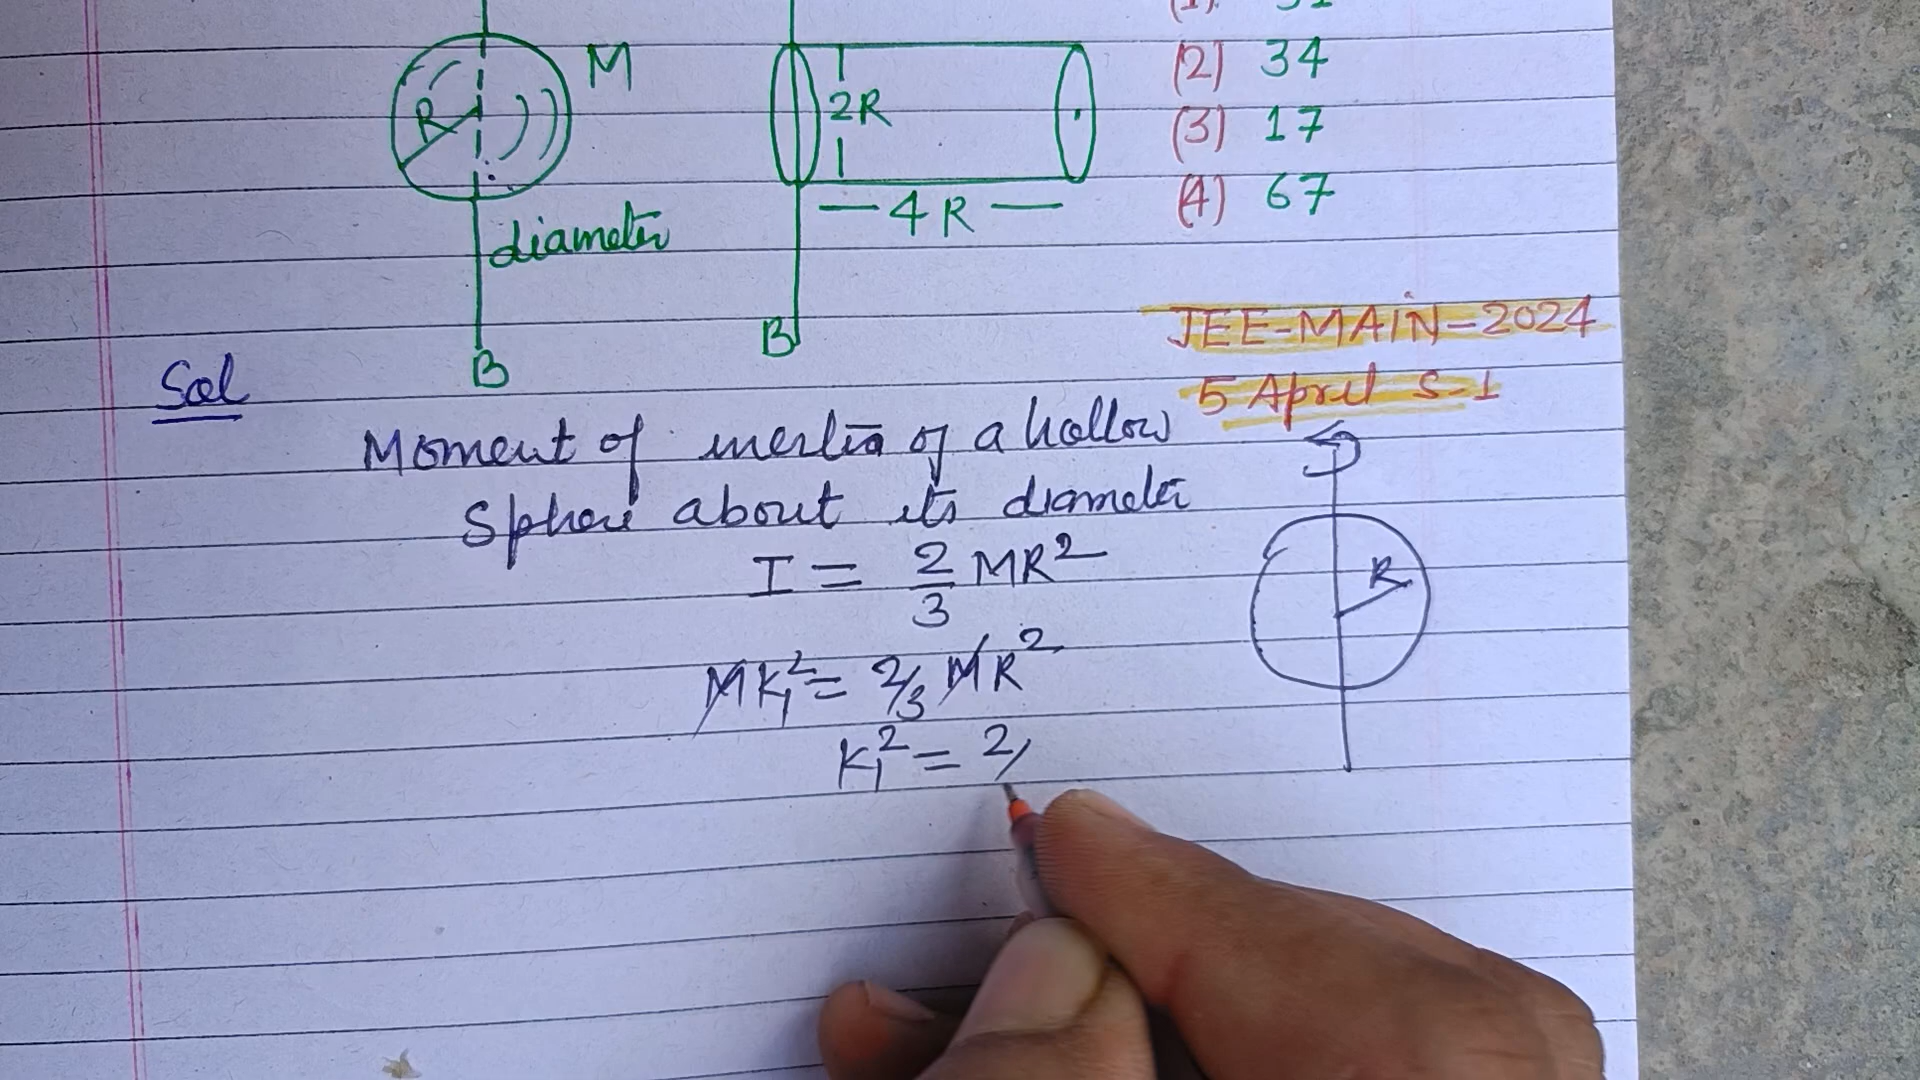 M
R
2R
4R
diameter
B
B
(2) 34
(3) 17
(4) 67
JEE-MAIN-2024
5 April S-1
Sol
Moment of inertia of a hollow
Sphere about its diameter
I = 2/3 MR²
MK₁² = 2/3 MR²
K₁² = 2/
R